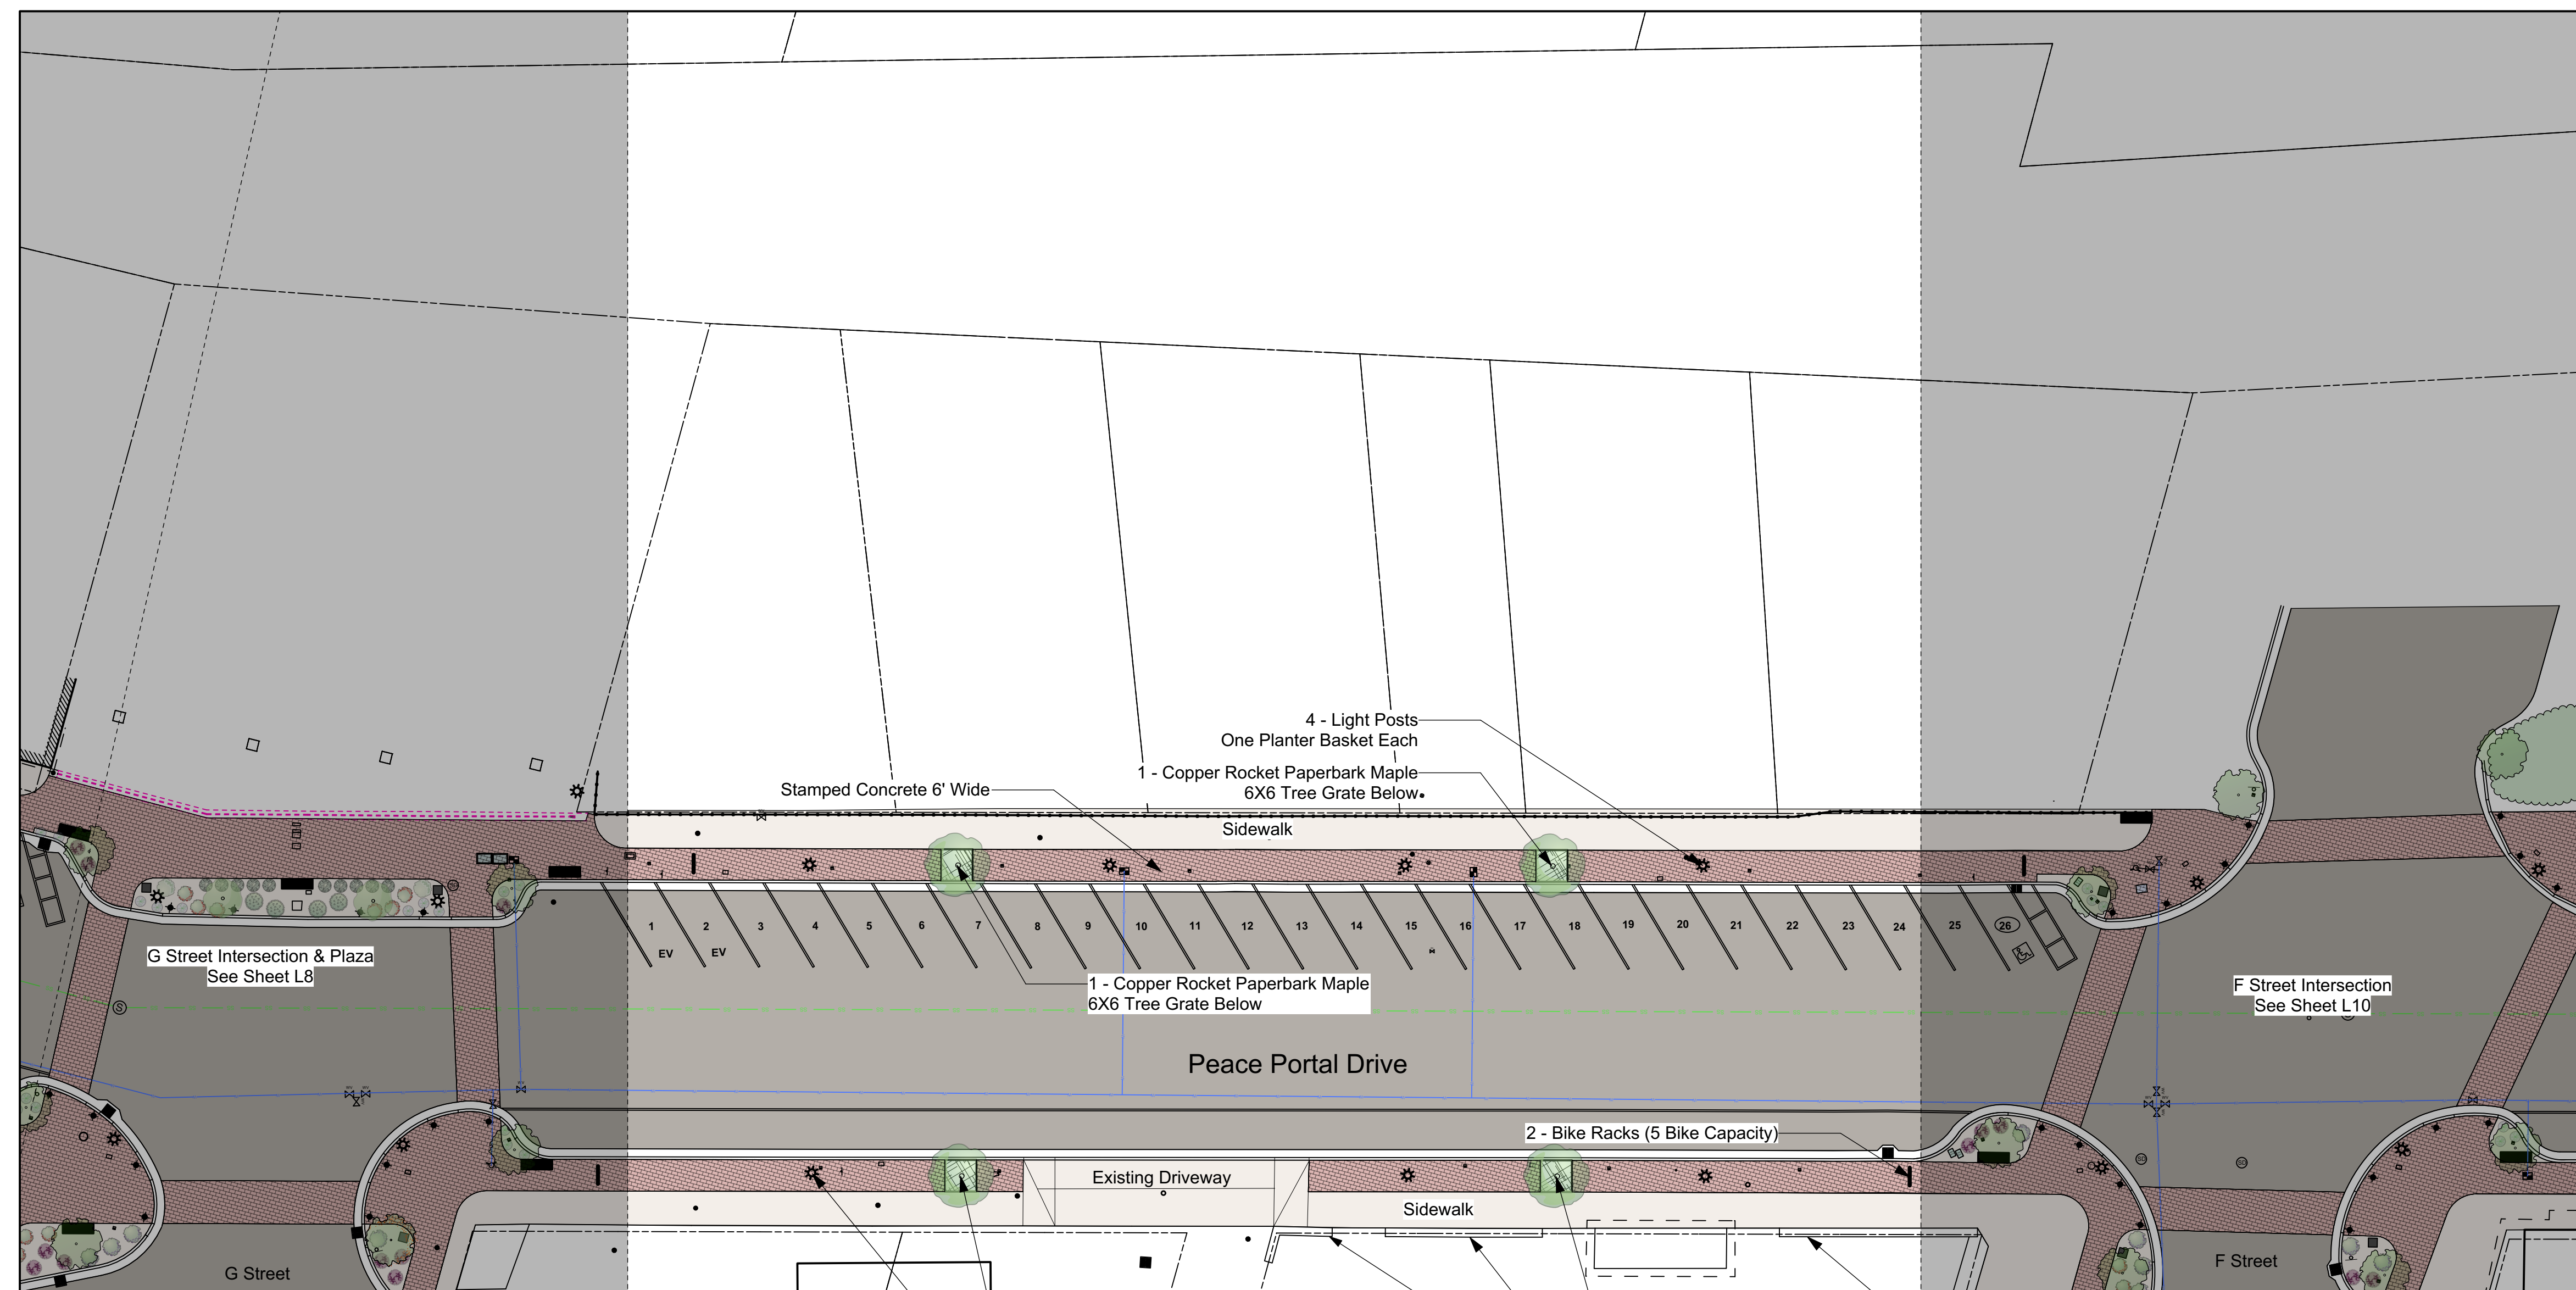 4 - Light Posts
One Planter Basket Each
1 - Copper Rocket Paperbark Maple
6X6 Tree Grate Below
Stamped Concrete 6' Wide
Sidewalk
1
2
3
4
5
6
7
8
9
10
11
12
13
14
15
16
17
18
19
20
21
22
23
24
25
26
EV
EV
G Street Intersection & Plaza
See Sheet L8
1 - Copper Rocket Paperbark Maple
6X6 Tree Grate Below
F Street Intersection
See Sheet L10
Peace Portal Drive
2 - Bike Racks (5 Bike Capacity)
Existing Driveway
Sidewalk
G Street
F Street